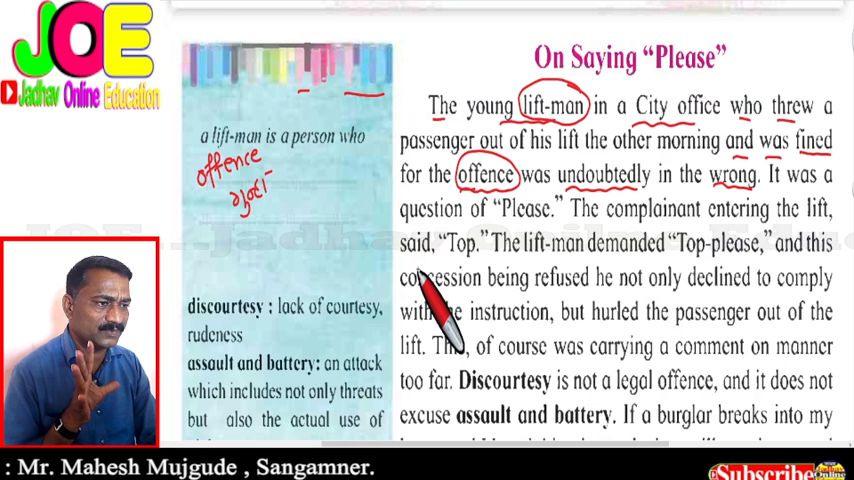 JOE
Jadhav Online Education
On Saying “Please”
The young lift-man in a City office who threw a
passenger out of his lift the other morning and was fined
for the offence was undoubtedly in the wrong. It was a
question of “Please.” The complainant entering the lift,
said, “Top.” The lift-man demanded “Top-please,” and this
concession being refused he not only declined to comply
with the instruction, but hurled the passenger out of the
lift. This, of course was carrying a comment on manner
too far. Discourtesy is not a legal offence, and it does not
excuse assault and battery. If a burglar breaks into my
a lift-man is a person who
offence
गुन्हा
discourtesy : lack of courtesy,
rudeness
assault and battery: an attack
which includes not only threats
but also the actual use of
: Mr. Mahesh Mujgude , Sangamner.
Subscribe